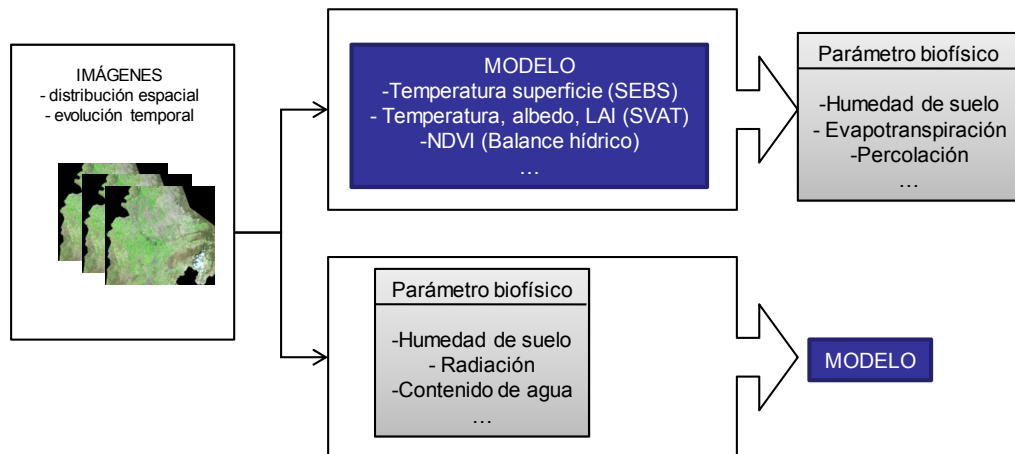 IMÁGENES
- distribución espacial
- evolución temporal
MODELO
-Temperatura superficie (SEBS)
- Temperatura, albedo, LAI (SVAT)
-NDVI (Balance hídrico)
…
Parámetro biofísico
-Humedad de suelo
- Evapotranspiración
-Percolación
…
Parámetro biofísico
-Humedad de suelo
- Radiación
-Contenido de agua
…
MODELO